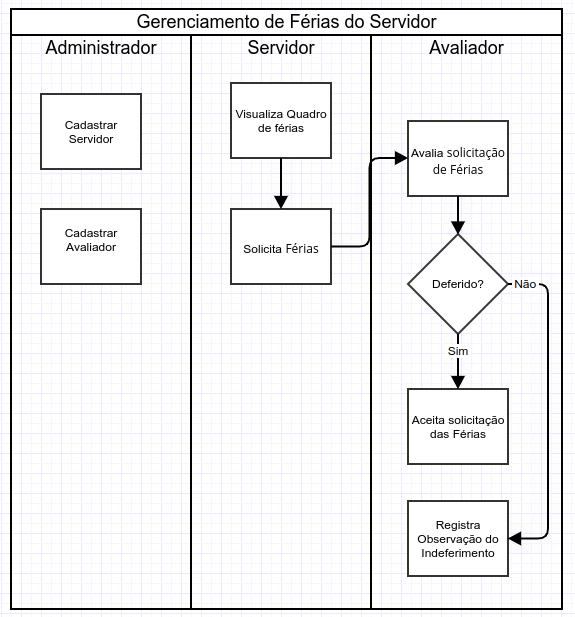 Gerenciamento de Férias do Servidor
Administrador
Servidor
Avaliador
Cadastrar
Servidor
Cadastrar
Avaliador
Visualiza Quadro
de férias
Solicita Férias
Avalia solicitação
de Férias
Deferido?
Não
Sim
Aceita solicitação
das Férias
Registra
Observação do
Indeferimento